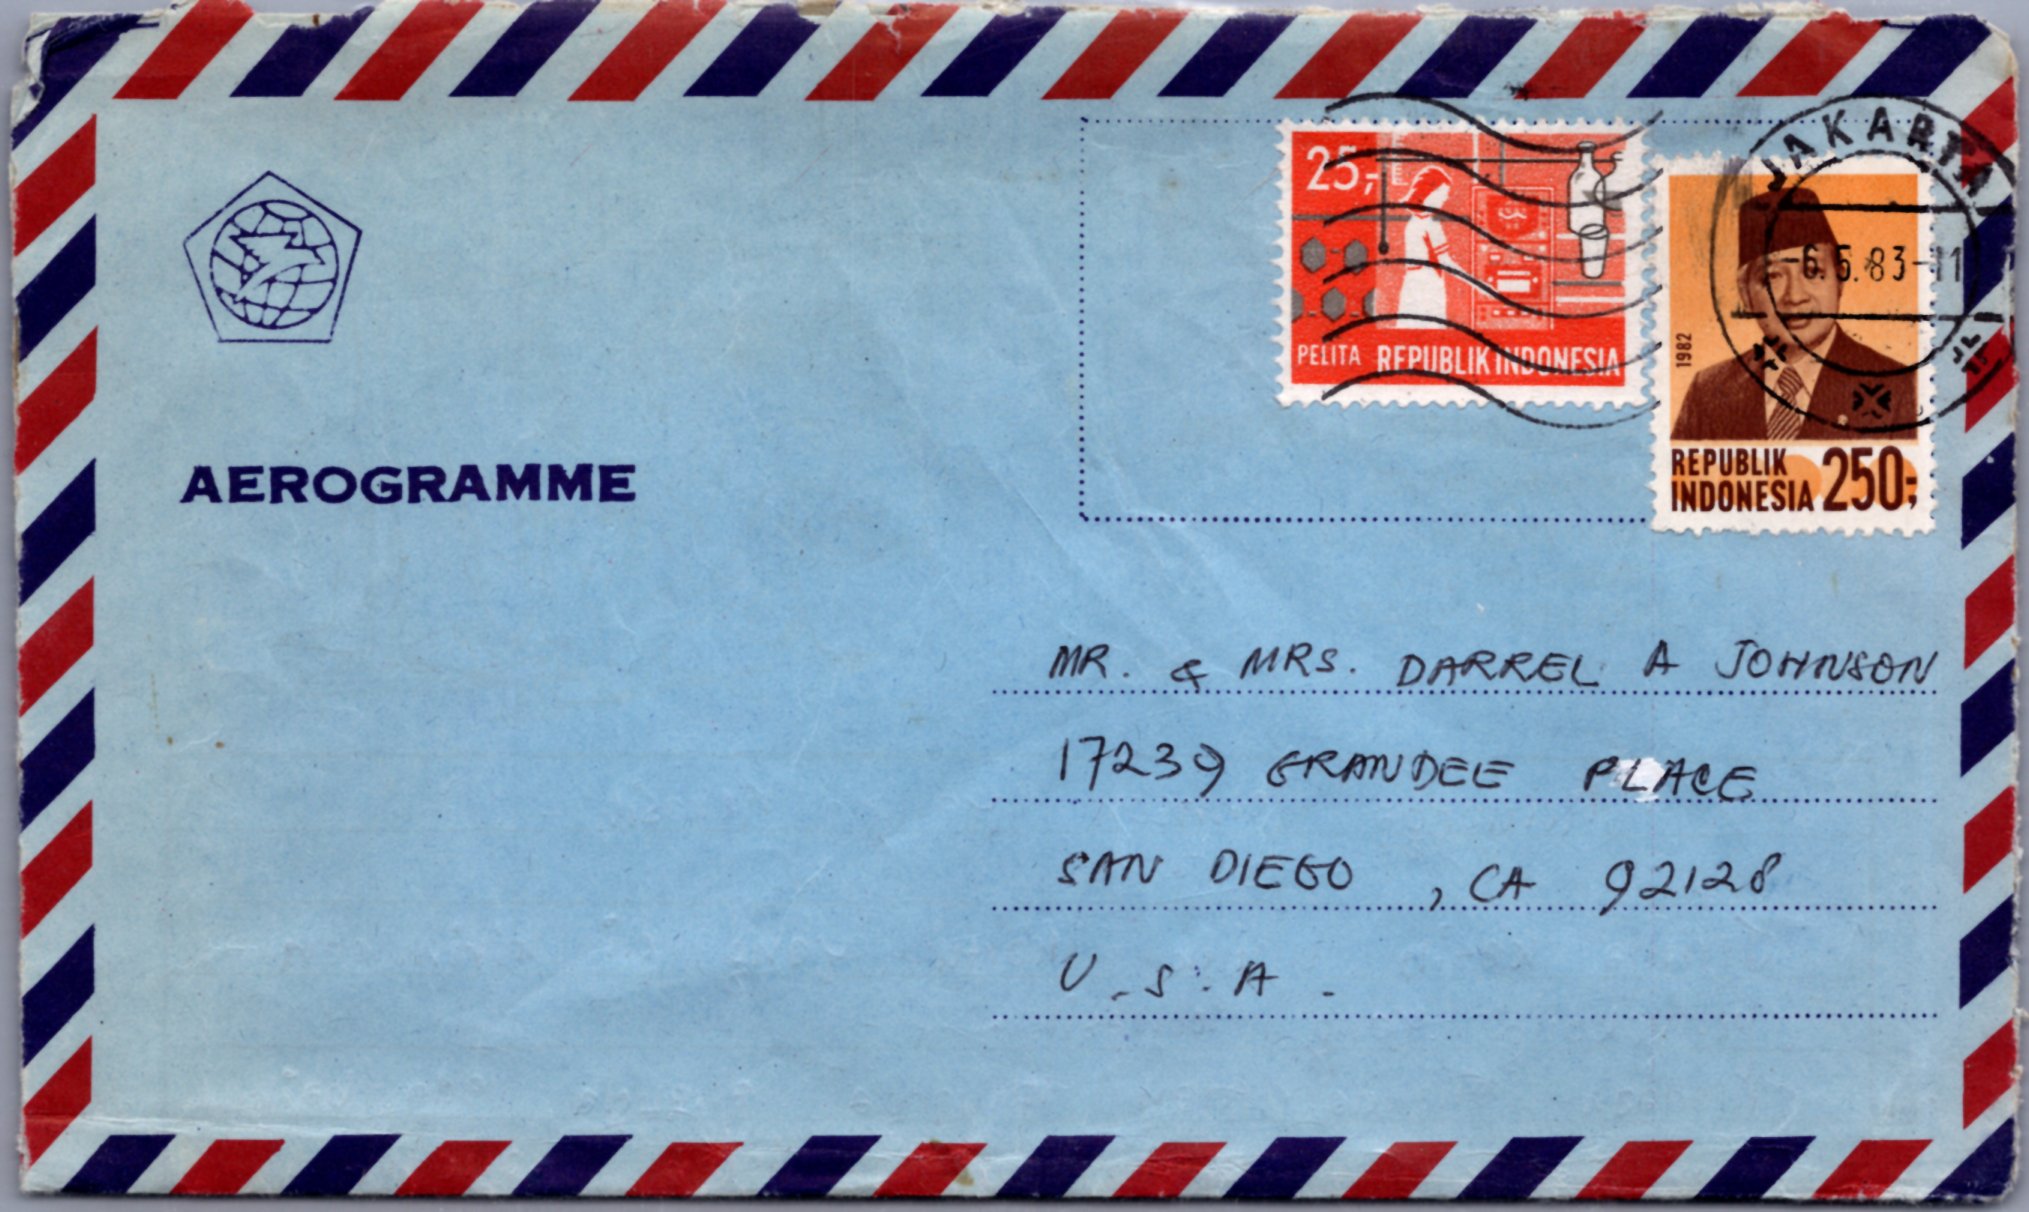 JAKARTA
-6.5.83-11
25,-
PELITA REPUBLIK INDONESIA
1982
REPUBLIK
INDONESIA 250,-
AEROGRAMME
MR. & MRS. DARREL A JOHNSON
17239 GRANDEE PLACE
SAN DIEGO, CA 92128
U.S.A.